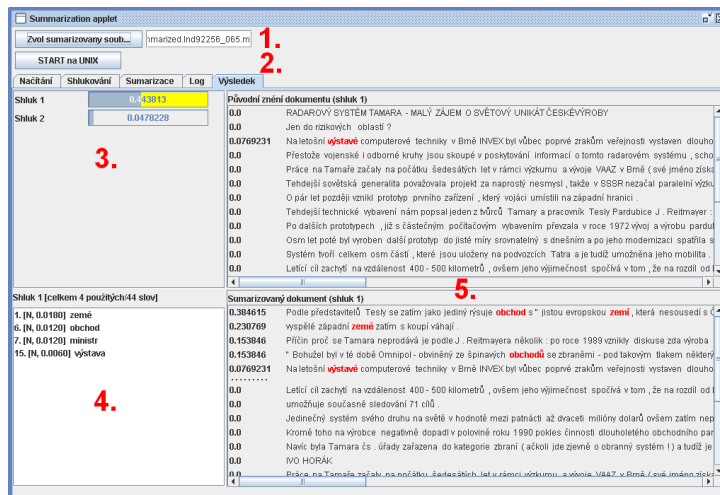 Summarization applet
Zvol sumarizovaný soub... nmarized.lnd92256_065.m 1.
START na UNIX 2.
Načítání Shlukování Sumarizace Log Výsledek
Shluk 1 0.443813
Shluk 2 0.0478228
3.
Původní znění dokumentu (shluk 1)
0.0 RADAROVÝ SYSTÉM TAMARA - MALÝ ZÁJEM O SVĚTOVÝ UNIKÁT ČESKÉVÝROBY
0.0 Jen do rizikových oblastí ?
0.0769231 Na letošní výstavě computerové techniky v Brně INVEX byl vůbec poprvé zrakům veřejnosti vystaven dlouho
0.0 Přestože vojenské i odborné kruhy jsou skoupé v poskytování informací o tomto radarovém systému , scho
0.0 Práce na Tamaře začaly na počátku šedesátých let v rámci výzkumu a vývoje VAAZ v Brně ( své jméno získa
0.0 Tehdejší sovětská generalita považovala projekt za naprostý nesmysl , takže v SSSR nezačal paralelní výzku
0.0 O pár let později vznikl prototyp prvního zařízení , který vojáci umístili na západní hranici .
0.0 Tehdejší technické vybavení nám popsal jeden z tvůrců Tamary a pracovník Tesly Pardubice J . Reitmayer :
0.0 Po dalších prototypech , již s částečným počítačovým vybavením přervzala v roce 1972 vývoj a výrobu pardul
0.0 Osm let poté byl vyroben další prototyp do jisté míry srovnatelný s dnešním a po jeho modernizaci spatřila s
0.0 Systém tvoří celkem osm částí , které jsou uloženy na podvozcích Tatra a je tudíž umožněna jeho mobilita .
0.0 Letící cíl zachytí na vzdálenost 400 - 500 kilometrů , ovšem jeho výjimečnost spočívá v tom , že na rozdíl od l
Shluk 1 [celkem 4 použitých/44 slov]
1. [N, 0.0180] země
6. [N, 0.0120] obchod
7. [N, 0.0120] ministr
15. [N, 0.0060] výstava
4.
5.
Sumarizovaný dokument (shluk 1)
0.384615 Podle představitelů Tesly se zatím jako jediný rýsuje obchod s " jistou evropskou zemí , která nesousedí s Č
0.230769 vyspělé západní země zatím s koupí váhají .
0.153846 Příčin proč se Tamara neprodává je podle J . Reitmayera několik : po roce 1989 vznikly diskuse zda výroba
0.153846 " Bohužel byl v té době Omnipol - obviněný ze špinavých obchodů se zbraněmi - pod takovým tlakem některý
0.0769231 Na letošní výstavě computerové techniky v Brně INVEX byl vůbec poprvé zrakům veřejnosti vystaven dlouho
.........
0.0 Letící cíl zachytí na vzdálenost 400 - 500 kilometrů , ovšem jeho výjimečnost spočívá v tom , že na rozdíl od l
0.0 umožňuje současně sledování 71 cílů .
0.0 Jedinečný systém svého druhu na světě v hodnotě mezi patnácti až dvaceti milióny dolarů ovšem zatím nep
0.0 Kromě toho na výrobce negativně dopadl v polovině roku 1990 pokles činnosti dlouholetého obchodního par
0.0 Navíc byla Tamara čs . úřady zařazena do kategorie zbraní ( ačkoli jde zjevně o obranný systém ! ) a tudíž je
0.0 IVO HORÁK
0.0 Práce na Tamaře začaly na počátku šedesátých let v rámci výzkumu a vývoje VAAZ v Brně ( své jméno získa